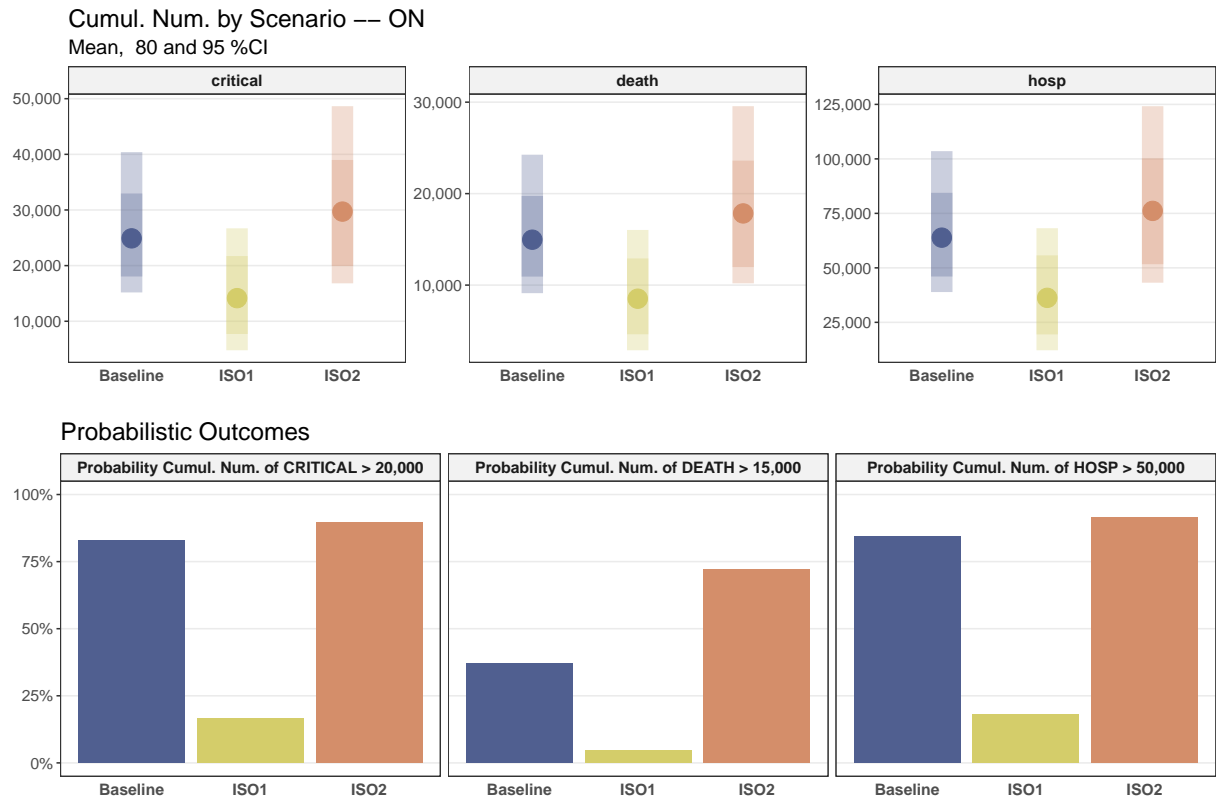 Cumul. Num. by Scenario −− ON
Mean,  80 and 95 %CI
critical
death
hosp
50,000
40,000
30,000
20,000
10,000
30,000
20,000
10,000
125,000
100,000
75,000
50,000
25,000
Baseline ISO1 ISO2
Baseline ISO1 ISO2
Baseline ISO1 ISO2
Probabilistic Outcomes
Probability Cumul. Num. of CRITICAL > 20,000
Probability Cumul. Num. of DEATH > 15,000
Probability Cumul. Num. of HOSP > 50,000
100%
75%
50%
25%
0%
Baseline ISO1 ISO2
Baseline ISO1 ISO2
Baseline ISO1 ISO2